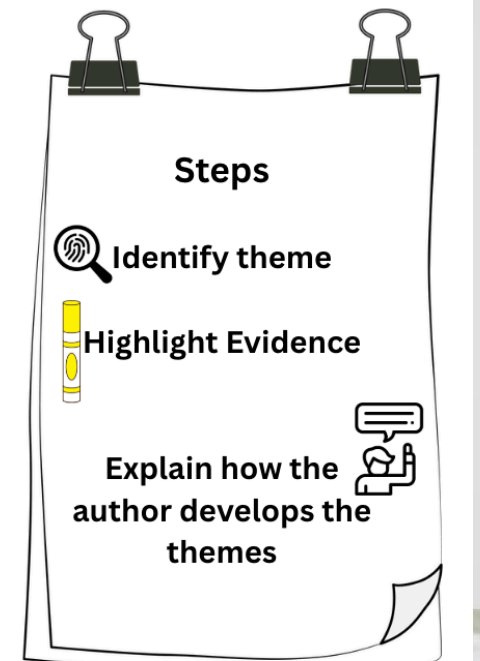 Steps
Identify theme
Highlight Evidence
Explain how the
author develops the
themes